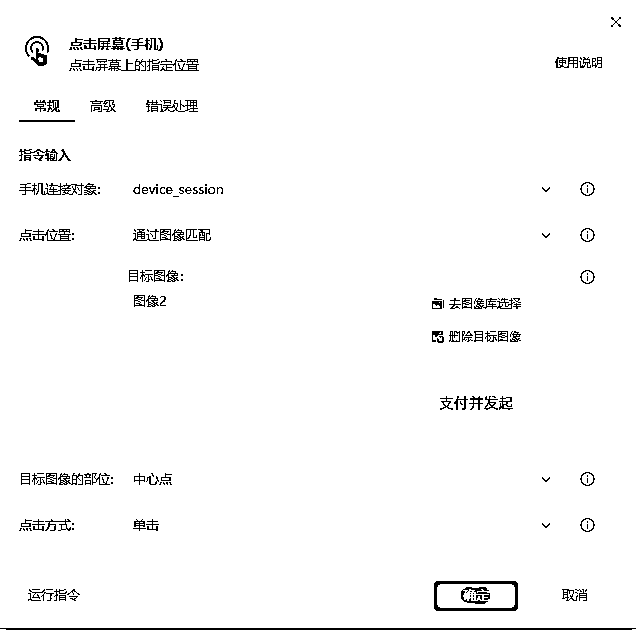 点击屏幕(手机)
点击屏幕上的指定位置
使用说明
常规 高级 错误处理
指令输入
手机连接对象: device_session
点击位置: 通过图像匹配
目标图像:
图像2
去图像库选择
删除目标图像
支付并发起
目标图像的部位: 中心点
点击方式: 单击
运行指令 确定 取消